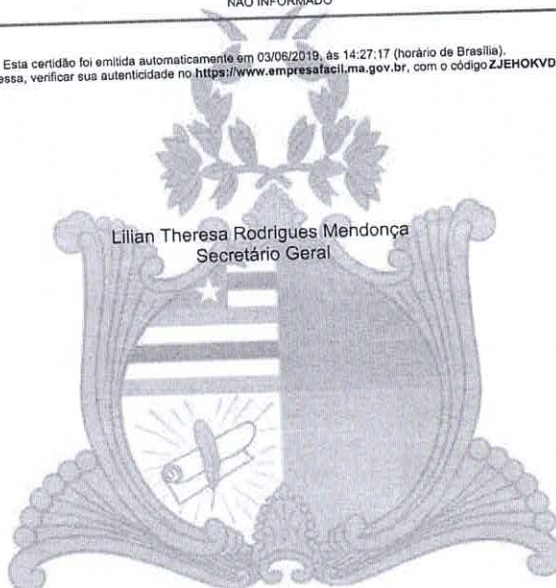 NÃO INFORMADO
Esta certidão foi emitida automaticamente em 03/06/2019, às 14:27:17 (horário de Brasília).
essa, verificar sua autenticidade no https://www.empresafacil.ma.gov.br, com o código ZJEHOKVD
Lilian Theresa Rodrigues Mendonça
Secretário Geral